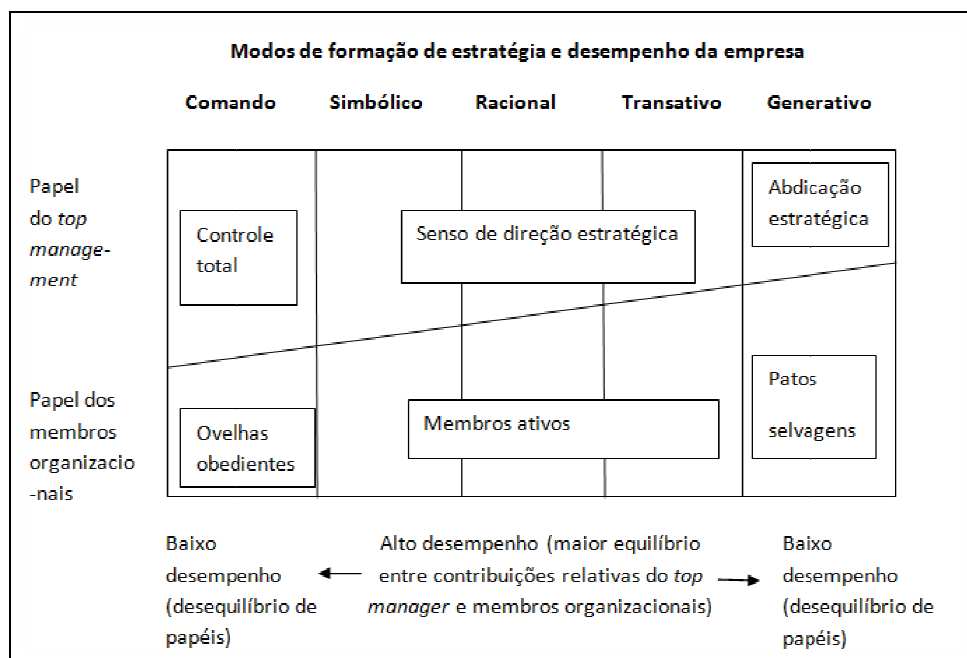 Modos de formação de estratégia e desempenho da empresa
Comando Simbólico Racional Transativo Generativo
Papel
do top
manage-
ment
Controle
total
Senso de direção estratégica
Abdicação
estratégica
Papel dos
membros
organizacio
-nais
Ovelhas
obedientes
Membros ativos
Patos
selvagens
Baixo
desempenho
(desequilíbrio de
papéis)
Alto desempenho (maior equilíbrio
entre contribuições relativas do top
manager e membros organizacionais)
Baixo
desempenho
(desequilíbrio de
papéis)